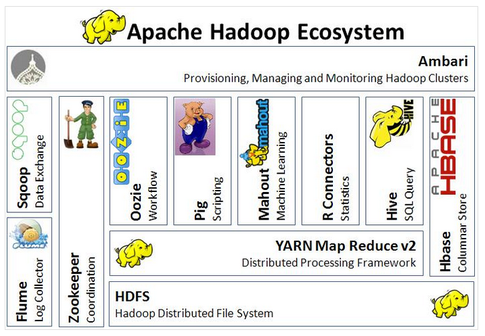 Apache Hadoop Ecosystem
Ambari
Provisioning, Managing and Monitoring Hadoop Clusters
Sqoop
Data Exchange
Flume
Log Collector
Zookeeper
Coordination
OOZIE
Oozie
Workflow
Pig
Scripting
mahout
Mahout
Machine Learning
R Connectors
Statistics
HIVE
Hive
SQL Query
APACHE
HBASE
Hbase
Columnar Store
YARN Map Reduce v2
Distributed Processing Framework
HDFS
Hadoop Distributed File System